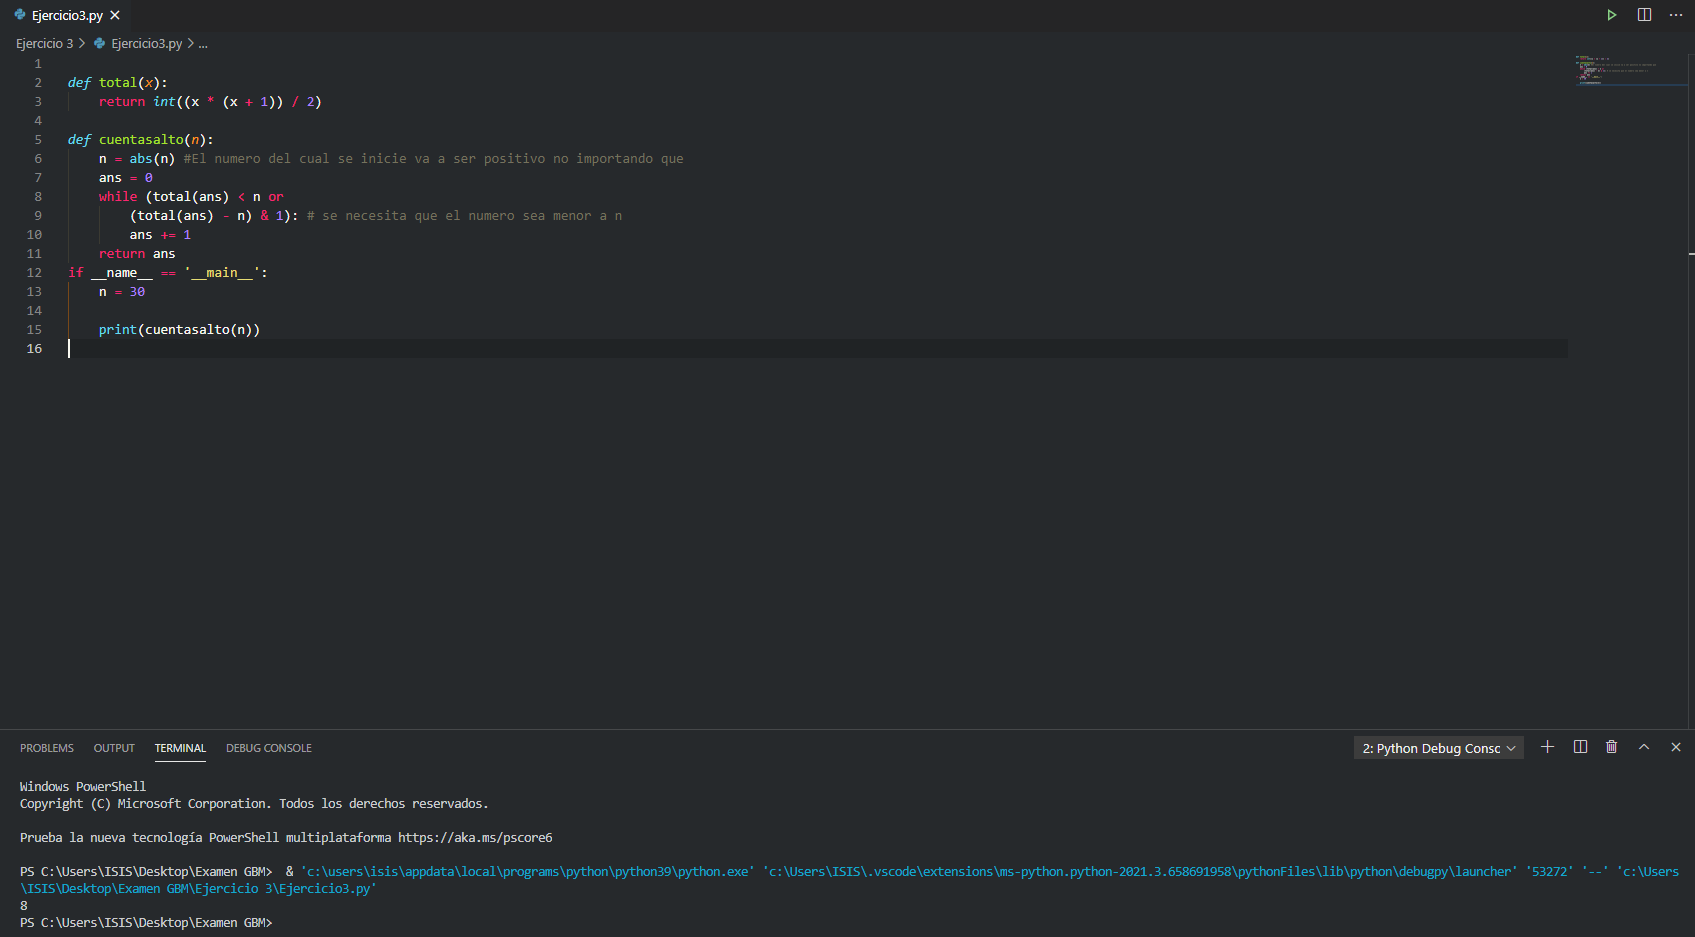 Ejercicio3.py
Ejercicio 3 > Ejercicio3.py > ...
1
2 def total(x):
3     return int((x * (x + 1)) / 2)
4
5 def cuentasalto(n):
6     n = abs(n) #El numero del cual se inicie va a ser positivo no importando que
7     ans = 0
8     while (total(ans) < n or
9         (total(ans) - n) & 1): # se necesita que el numero sea menor a n
10         ans += 1
11     return ans
12 if __name__ == '__main__':
13     n = 30
14
15     print(cuentasalto(n))
16
PROBLEMS OUTPUT TERMINAL DEBUG CONSOLE 2: Python Debug Consc
Windows PowerShell
Copyright (C) Microsoft Corporation. Todos los derechos reservados.
Prueba la nueva tecnología PowerShell multiplataforma https://aka.ms/pscore6
PS C:\Users\ISIS\Desktop\Examen GBM>  & 'c:\users\isis\appdata\local\programs\python\python39\python.exe' 'c:\Users\ISIS\.vscode\extensions\ms-python.python-2021.3.658691958\pythonFiles\lib\python\debugpy\launcher' '53272' '--' 'c:\Users
\ISIS\Desktop\Examen GBM\Ejercicio 3\Ejercicio3.py'
8
PS C:\Users\ISIS\Desktop\Examen GBM>